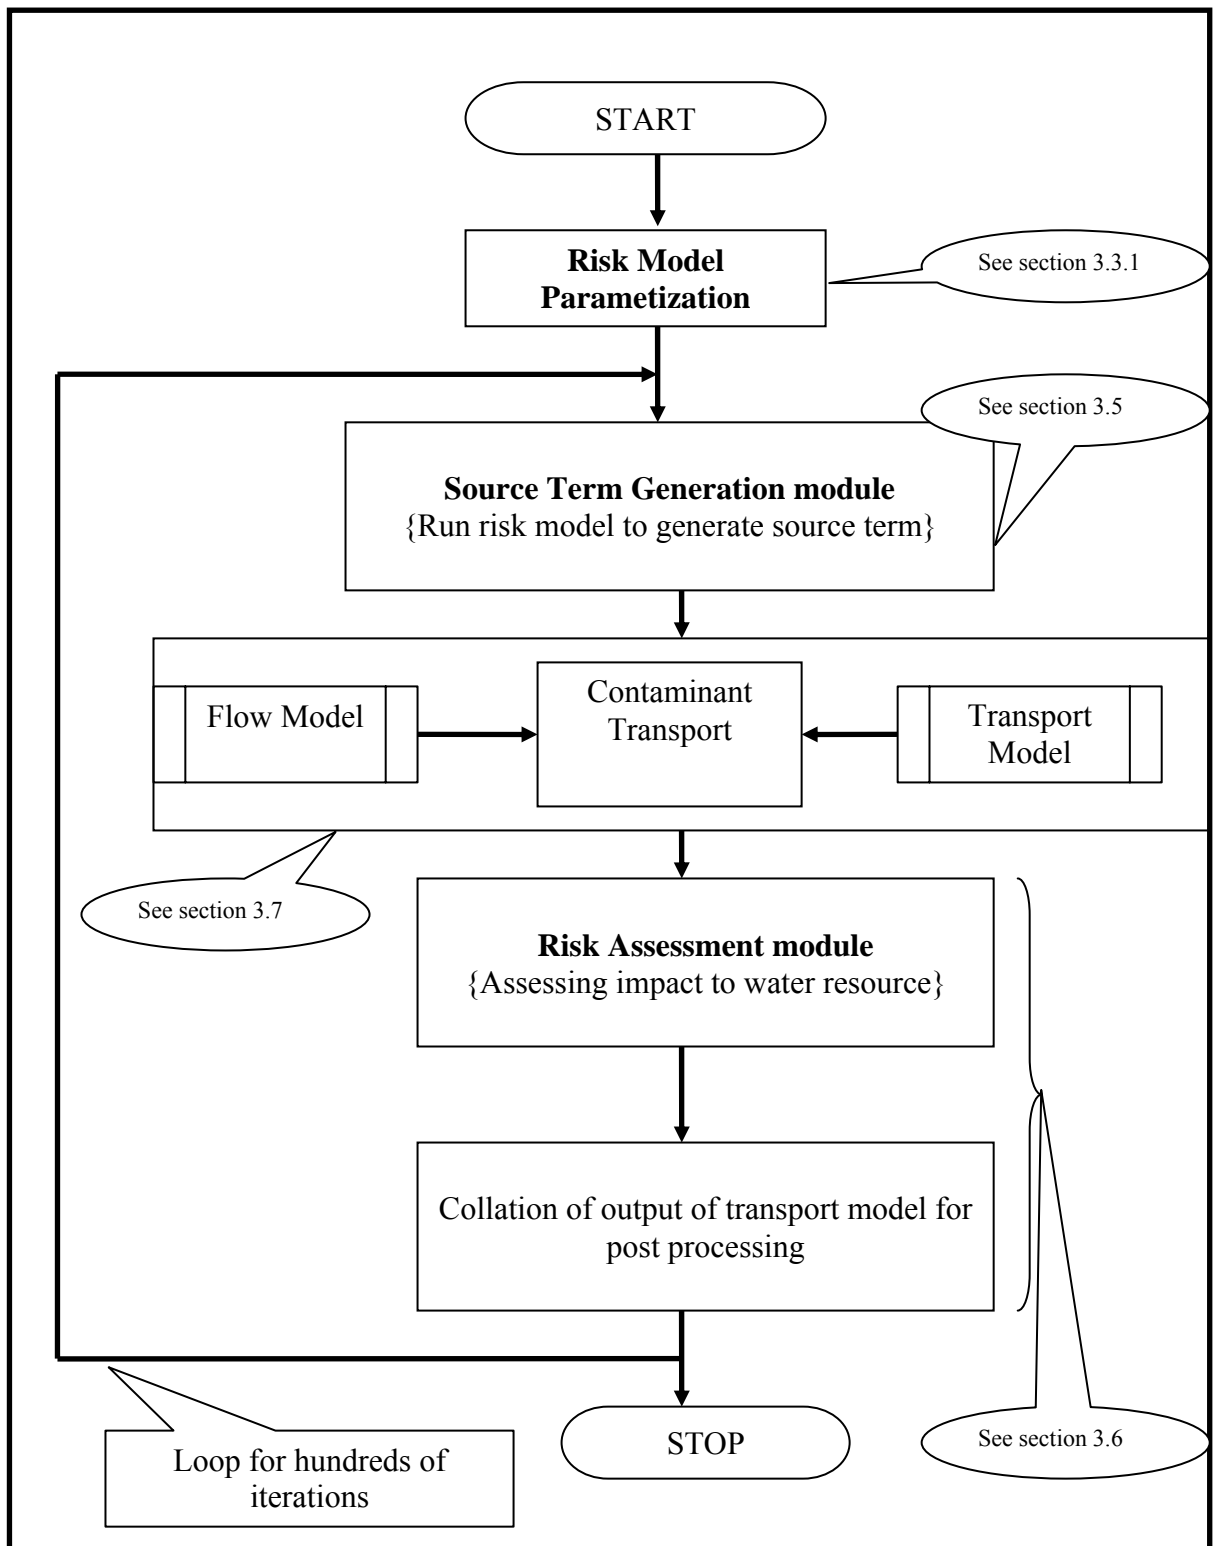 START
Risk Model
Parametization
See section 3.3.1
See section 3.5
Source Term Generation module
{Run risk model to generate source term}
Flow Model
Contaminant
Transport
Transport
Model
See section 3.7
Risk Assessment module
{Assessing impact to water resource}
Collation of output of transport model for
post processing
Loop for hundreds of
iterations
STOP
See section 3.6